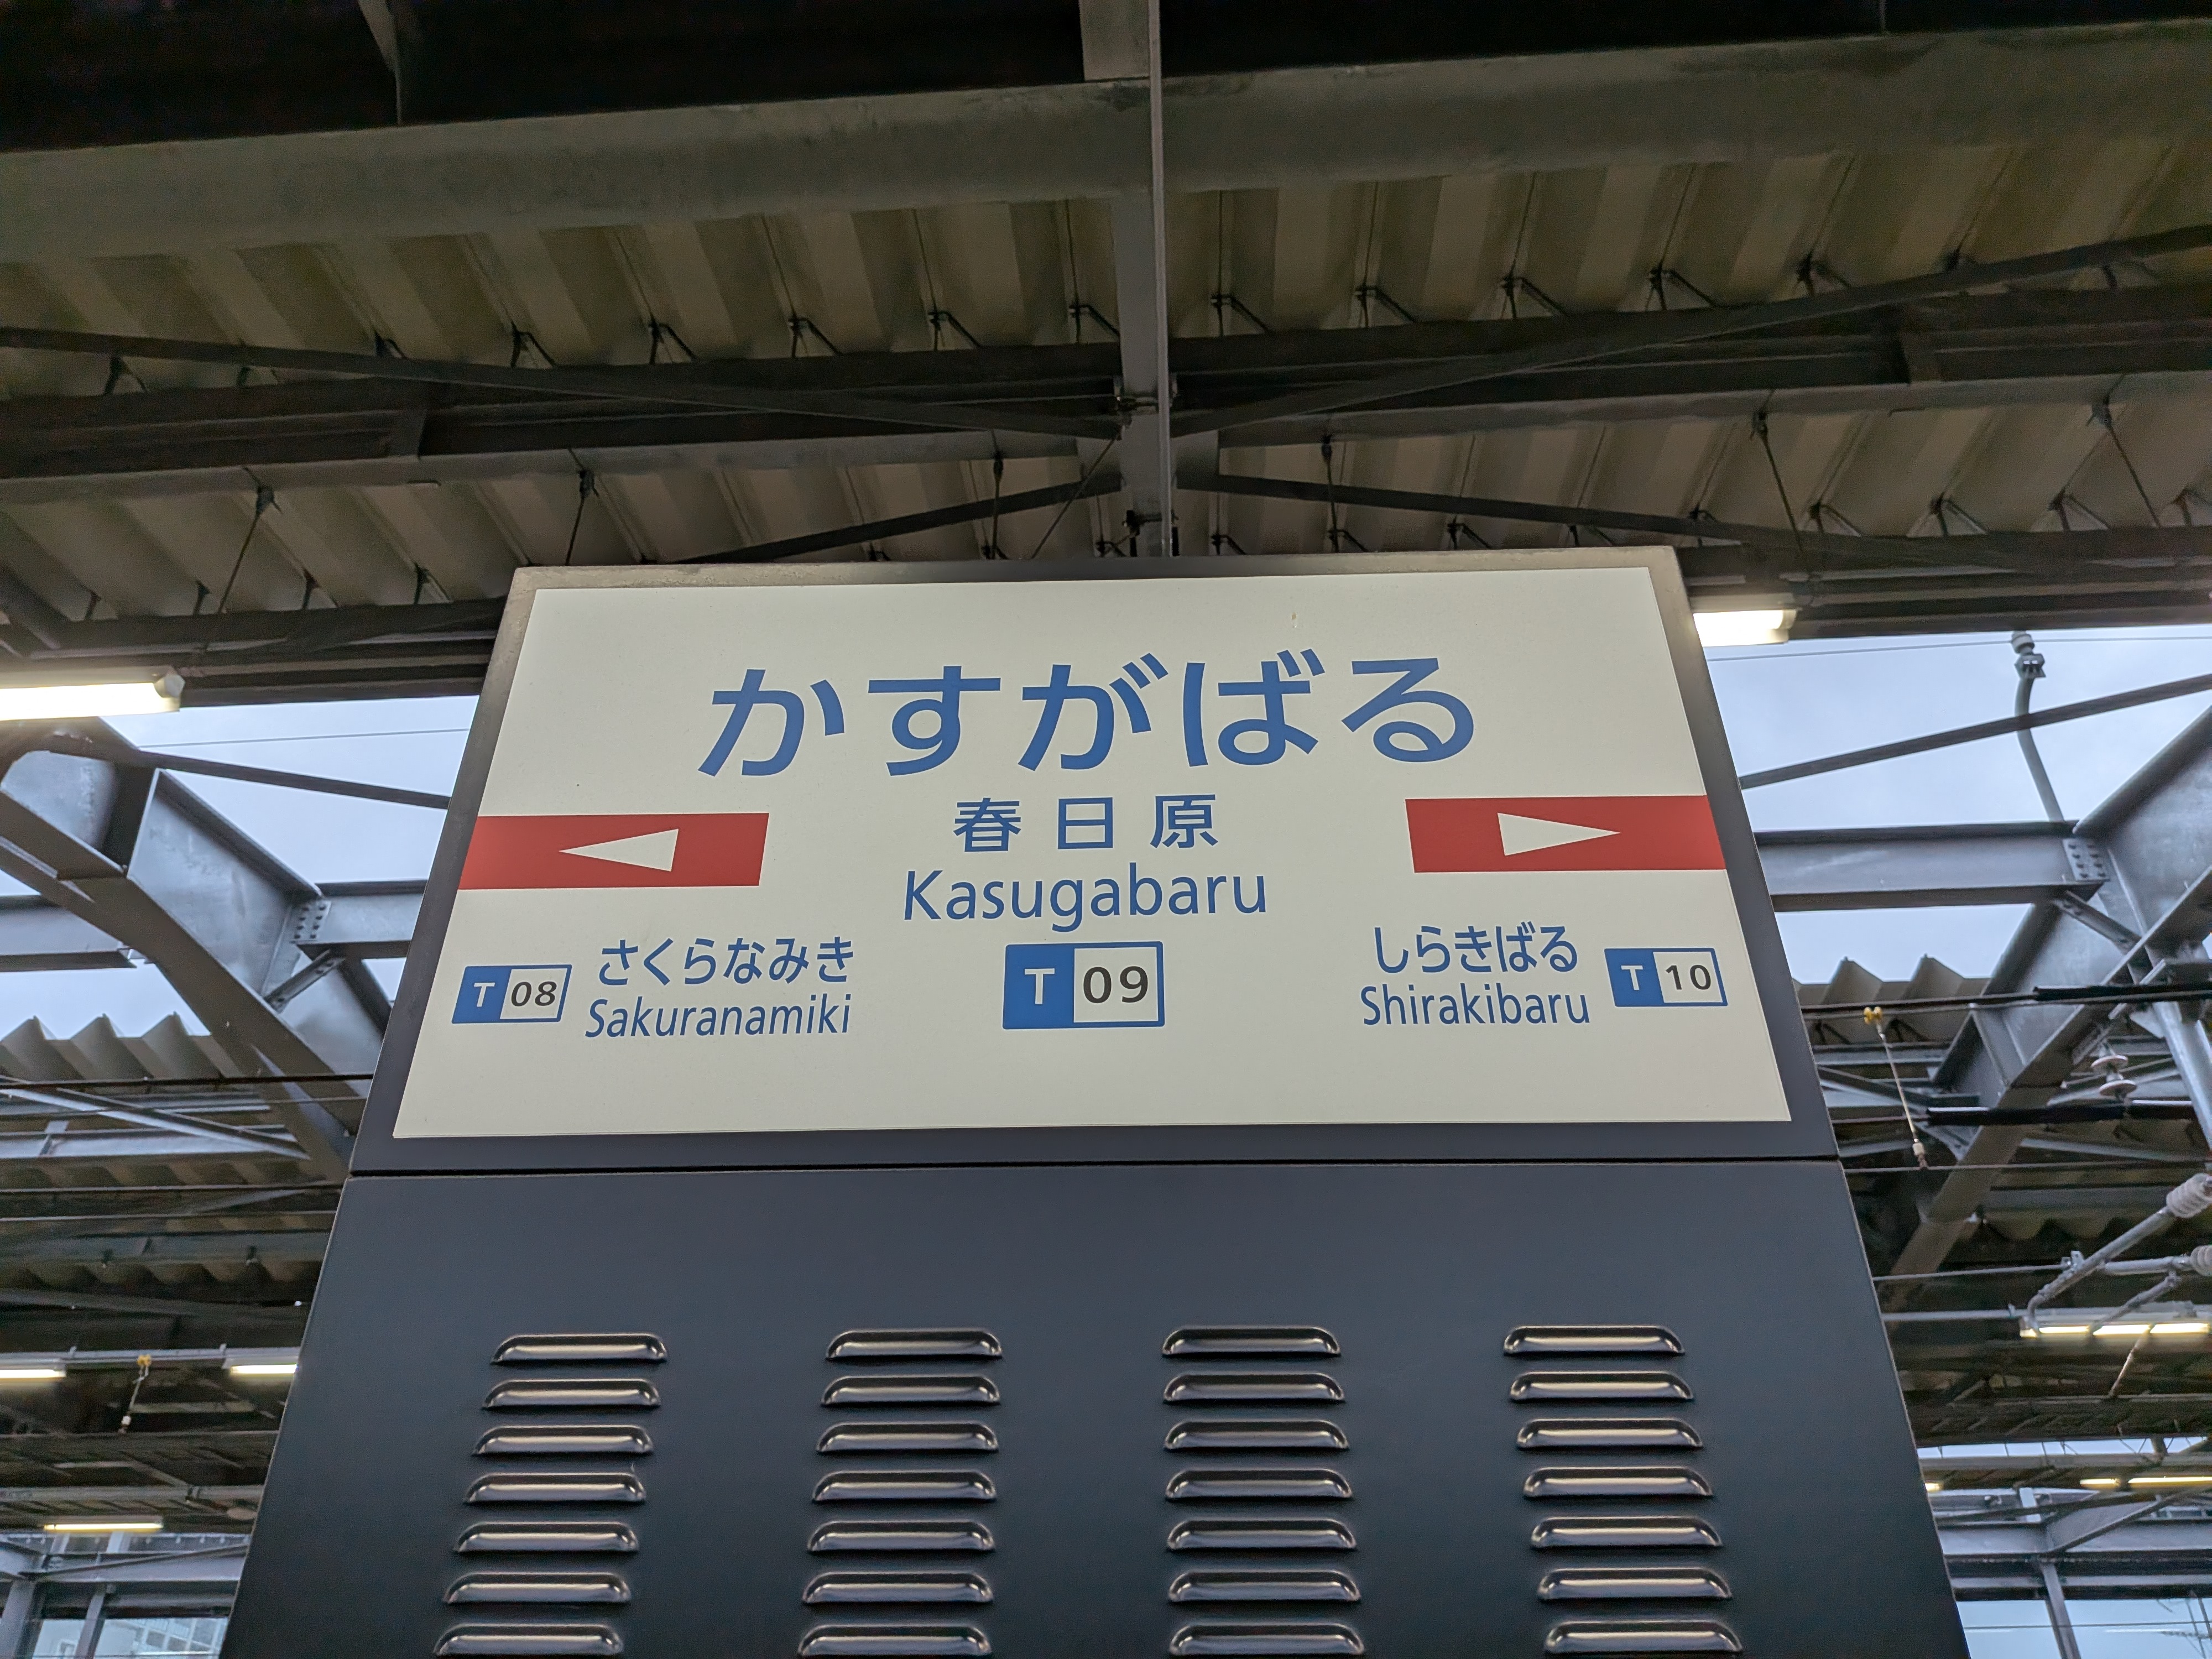 かすがばる
春日原
Kasugabaru
T 09
さくらなみき
Sakuranamiki
T 08
しらきばる
Shirakibaru
T 10